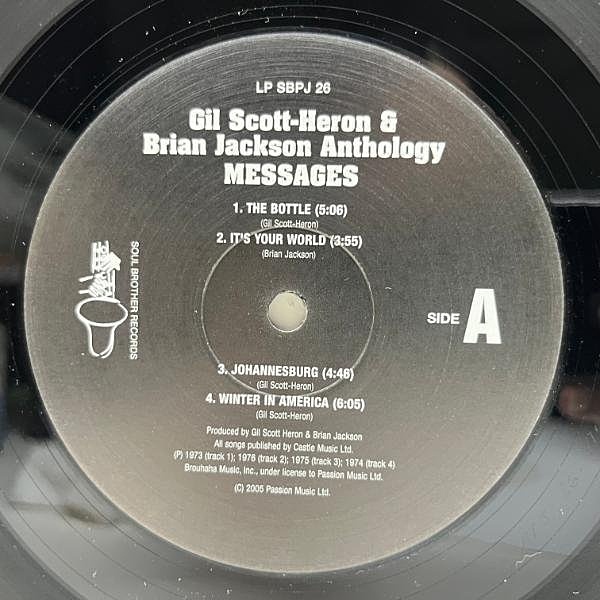 LP SBPJ 26
Gil Scott-Heron &
Brian Jackson Anthology
MESSAGES
1. THE BOTTLE (5:06)
(Gil Scott-Heron)
2. IT'S YOUR WORLD (3:55)
(Brian Jackson)
SOUL BROTHER RECORDS
SIDE A
3. JOHANNESBURG (4:46)
(Gil Scott-Heron)
4. WINTER IN AMERICA (6:05)
(Gil Scott-Heron)
Produced by Gil Scott Heron & Brian Jackson
All songs published by Castle Music Ltd.
(P) 1973 (track 1); 1976 (track 2); 1975 (track 3); 1974 (track 4)
Brouhaha Music, Inc., under license to Passion Music Ltd.
(C) 2005 Passion Music Ltd.